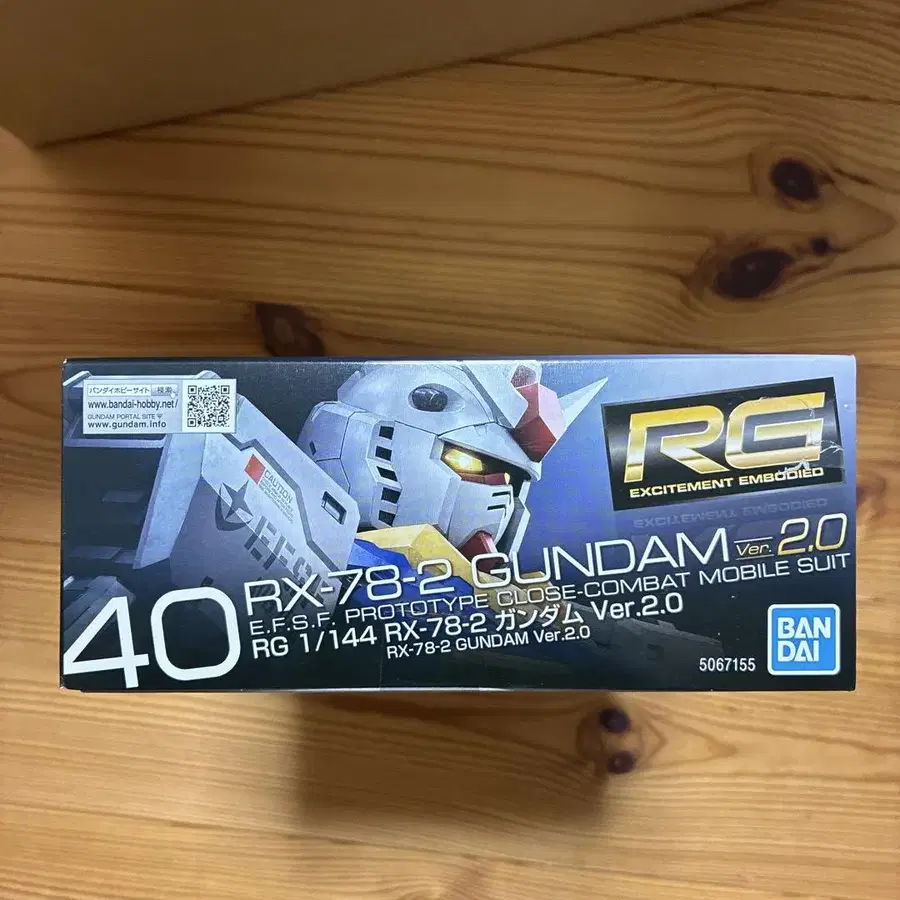 バンダイホビーサイト 検索
www.bandai-hobby.net/
GUNDAM PORTAL SITE
www.gundam.info
CAUTION
E.F.S.F.
RG
EXCITEMENT EMBODIED
40
RX-78-2 GUNDAM Ver. 2.0
E.F.S.F. PROTOTYPE CLOSE-COMBAT MOBILE SUIT
RG 1/144 RX-78-2 ガンダム Ver.2.0
RX-78-2 GUNDAM Ver.2.0
5067155
BAN
DAI